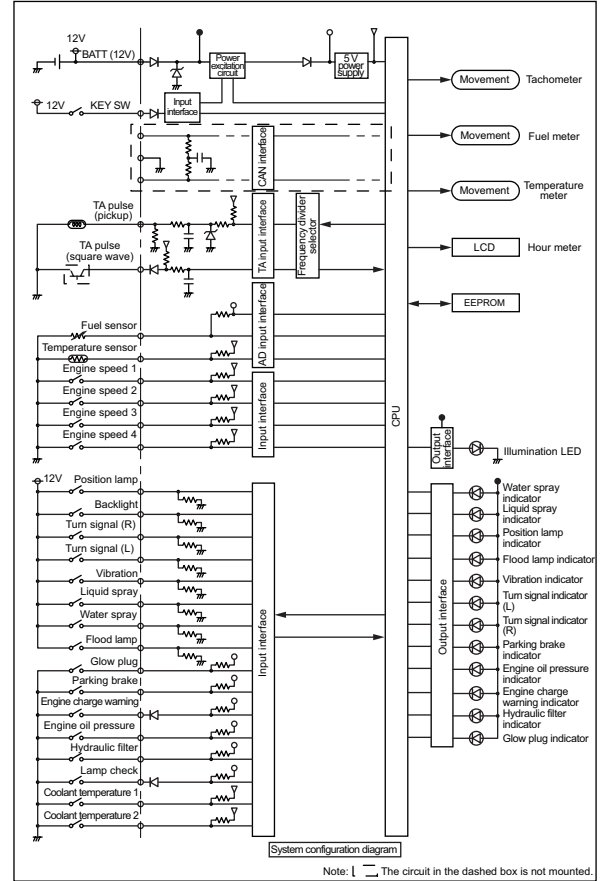 12V
BATT (12V)
Power
excitation
circuit
5 V
power
supply
12V
KEY SW
Input
interface
CAN interface
TA pulse
(pickup)
TA pulse
(square wave)
TA input interface
Frequency divider
selector
Fuel sensor
Temperature sensor
AD input interface
Engine speed 1
Engine speed 2
Engine speed 3
Engine speed 4
Input interface
CPU
Movement
Tachometer
Movement
Fuel meter
Movement
Temperature
meter
LCD
Hour meter
EEPROM
Output
interface
Illumination LED
12V
Position lamp
Backlight
Turn signal (R)
Turn signal (L)
Vibration
Liquid spray
Water spray
Flood lamp
Glow plug
Parking brake
Engine charge warning
Engine oil pressure
Hydraulic filter
Lamp check
Coolant temperature 1
Coolant temperature 2
Input interface
Output interface
Water spray
indicator
Liquid spray
indicator
Position lamp
indicator
Flood lamp indicator
Vibration indicator
Turn signal indicator
(L)
Turn signal indicator
(R)
Parking brake
indicator
Engine oil pressure
indicator
Engine charge
warning indicator
Hydraulic filter
indicator
Glow plug indicator
System configuration diagram
Note: The circuit in the dashed box is not mounted.